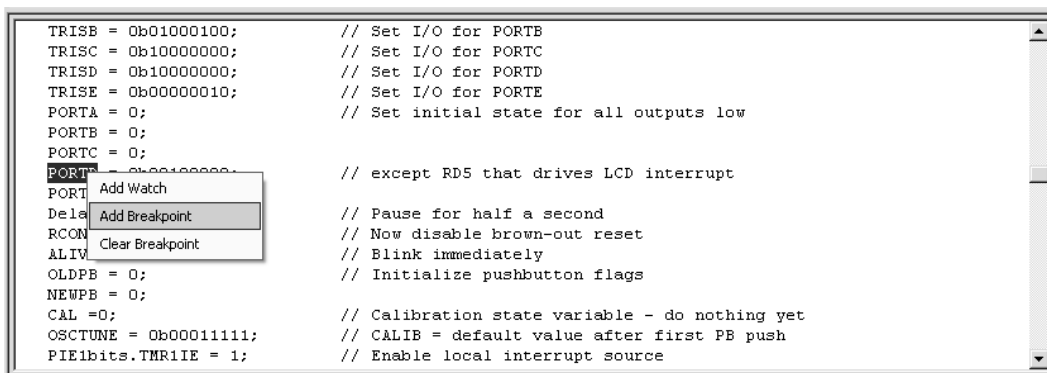 TRISB = 0b01000100; // Set I/O for PORTB
TRISC = 0b10000000; // Set I/O for PORTC
TRISD = 0b10000000; // Set I/O for PORTD
TRISE = 0b00000010; // Set I/O for PORTE
PORTA = 0; // Set initial state for all outputs low
PORTB = 0;
PORTC = 0;
PORTD = 0b00100000; // except RD5 that drives LCD interrupt
PORT
Add Watch
Dela // Pause for half a second
Add Breakpoint
RCON // Now disable brown-out reset
Clear Breakpoint
ALIV // Blink immediately
OLDPB = 0; // Initialize pushbutton flags
NEWPB = 0;
CAL =0; // Calibration state variable - do nothing yet
OSCTUNE = 0b00011111; // CALIB = default value after first PB push
PIE1bits.TMR1IE = 1; // Enable local interrupt source